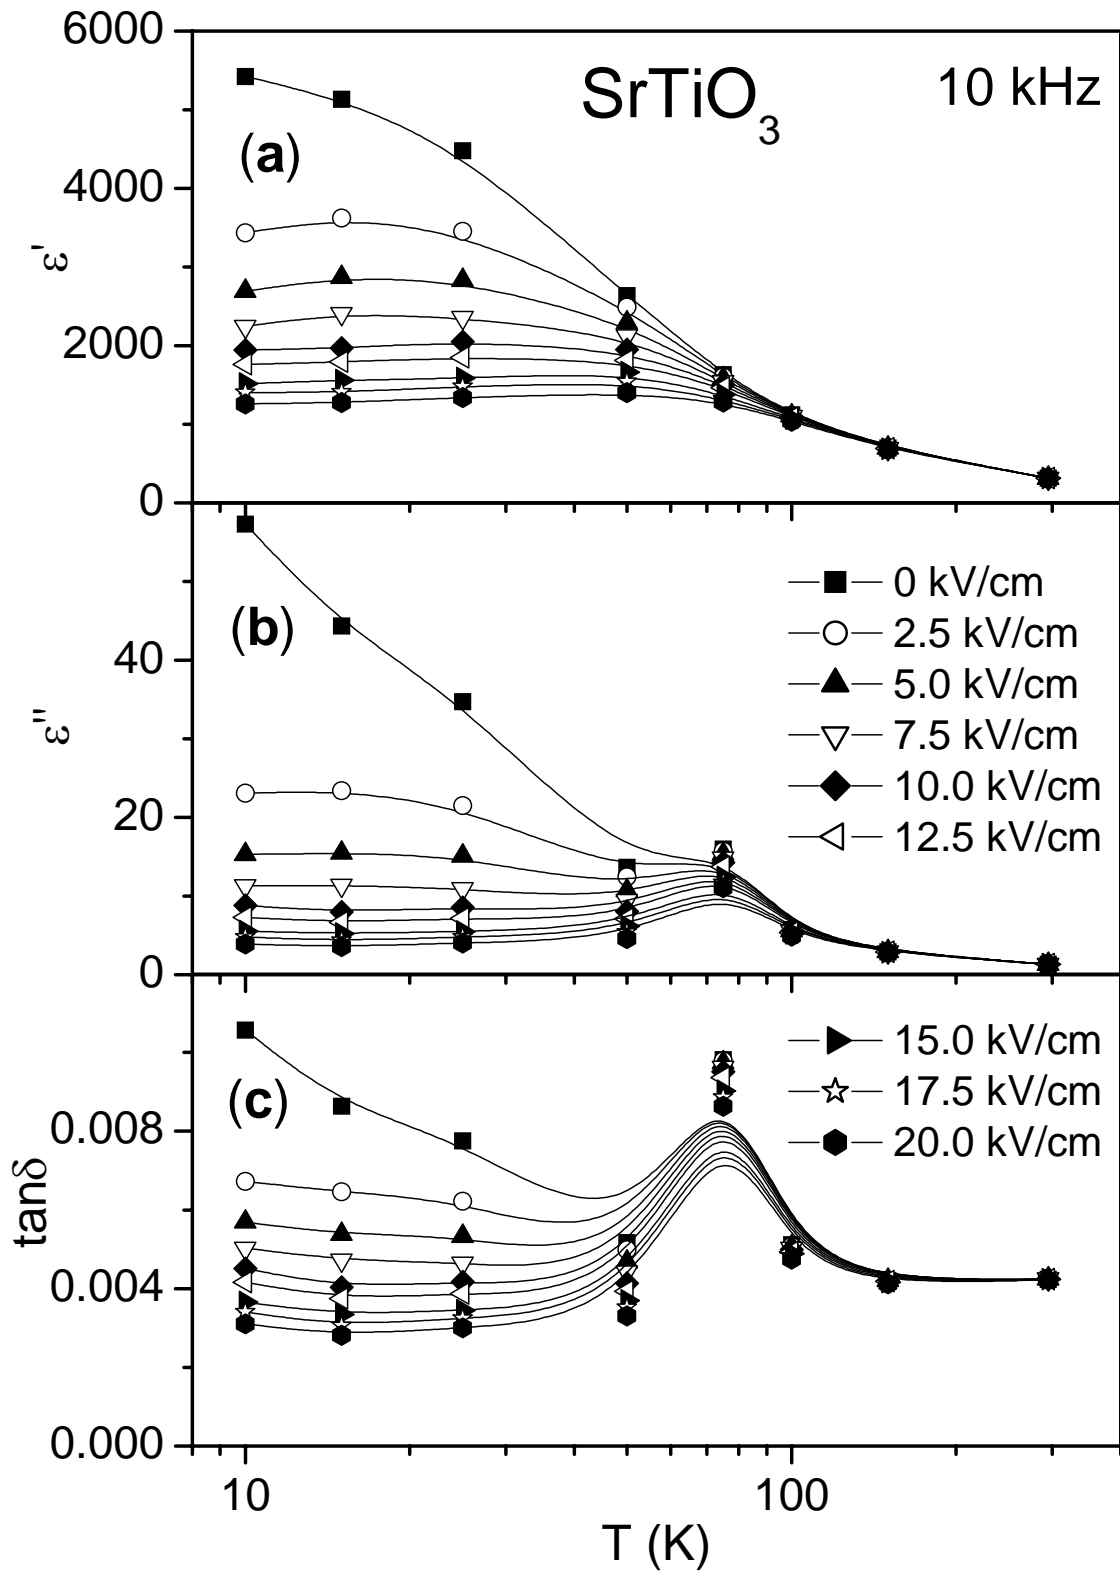 6000
SrTiO3
10 kHz
(a)
4000
ε'
2000
0
(b)
0 kV/cm
2.5 kV/cm
5.0 kV/cm
7.5 kV/cm
10.0 kV/cm
12.5 kV/cm
40
ε''
20
0
(c)
15.0 kV/cm
17.5 kV/cm
20.0 kV/cm
0.008
tanδ
0.004
0.000
10
100
T (K)